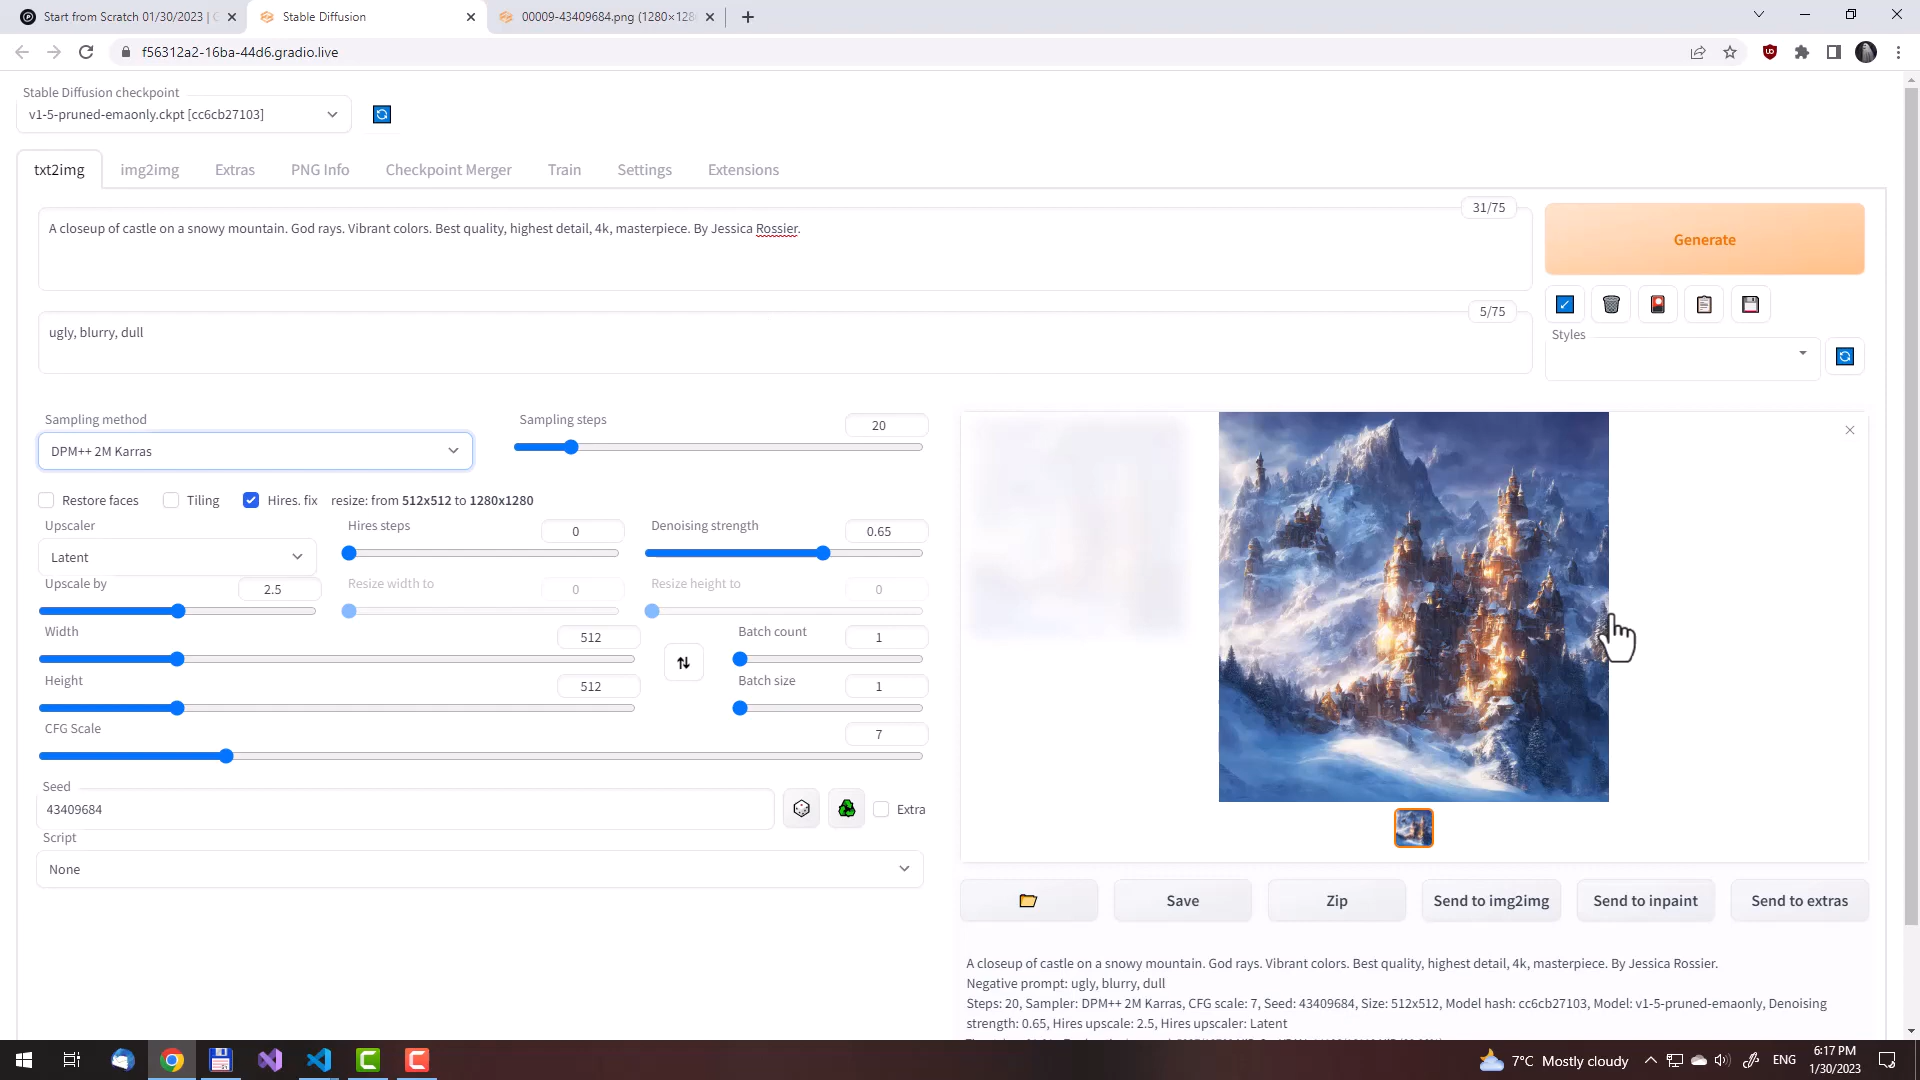 Start from Scratch 01/30/2023 |
Stable Diffusion
00009-43409684.png (1280×128
f56312a2-16ba-44d6.gradio.live
Stable Diffusion checkpoint
v1-5-pruned-emaonly.ckpt [cc6cb27103]
txt2img
img2img
Extras
PNG Info
Checkpoint Merger
Train
Settings
Extensions
31/75
A closeup of castle on a snowy mountain. God rays. Vibrant colors. Best quality, highest detail, 4k, masterpiece. By Jessica Rossier.
Generate
5/75
ugly, blurry, dull
Styles
Sampling method
DPM++ 2M Karras
Sampling steps
20
Restore faces
Tiling
Hires. fix
resize: from 512x512 to 1280x1280
Upscaler
Latent
Hires steps
0
Denoising strength
0.65
Upscale by
2.5
Resize width to
0
Resize height to
0
Width
512
Batch count
1
Height
512
Batch size
1
CFG Scale
7
Seed
43409684
Extra
Script
None
Save
Zip
Send to img2img
Send to inpaint
Send to extras
A closeup of castle on a snowy mountain. God rays. Vibrant colors. Best quality, highest detail, 4k, masterpiece. By Jessica Rossier.
Negative prompt: ugly, blurry, dull
Steps: 20, Sampler: DPM++ 2M Karras, CFG scale: 7, Seed: 43409684, Size: 512x512, Model hash: cc6cb27103, Model: v1-5-pruned-emaonly, Denoising
strength: 0.65, Hires upscale: 2.5, Hires upscaler: Latent
7°C Mostly cloudy
ENG
6:17 PM
1/30/2023